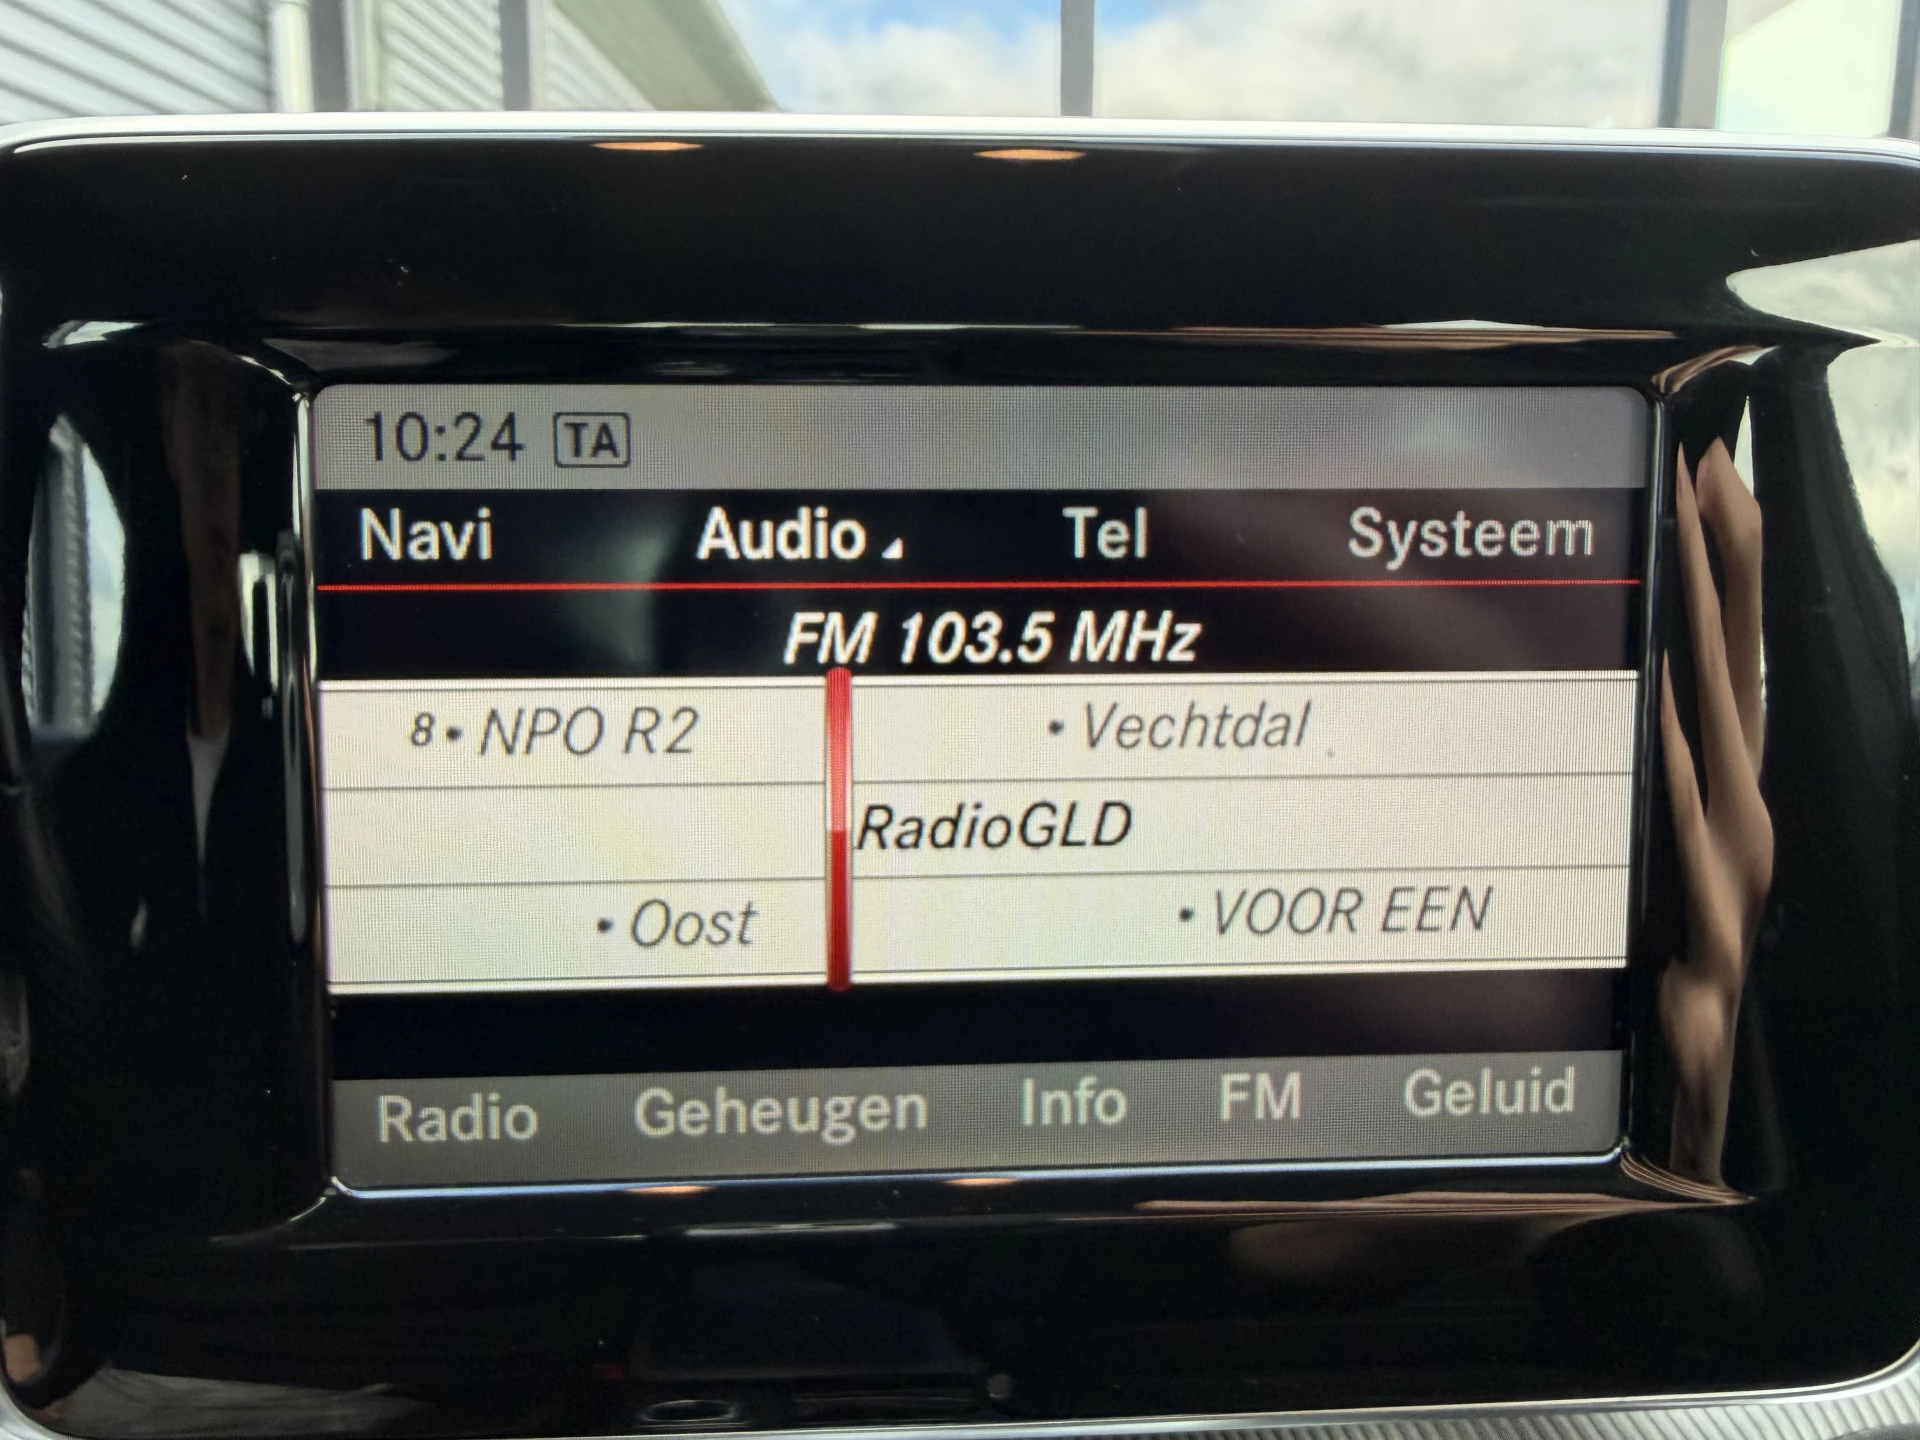 10:24 TA
Navi Audio Tel Systeem
FM 103.5 MHz
8• NPO R2 • Vechtdal
RadioGLD
• Oost • VOOR EEN
Radio Geheugen Info FM Geluid